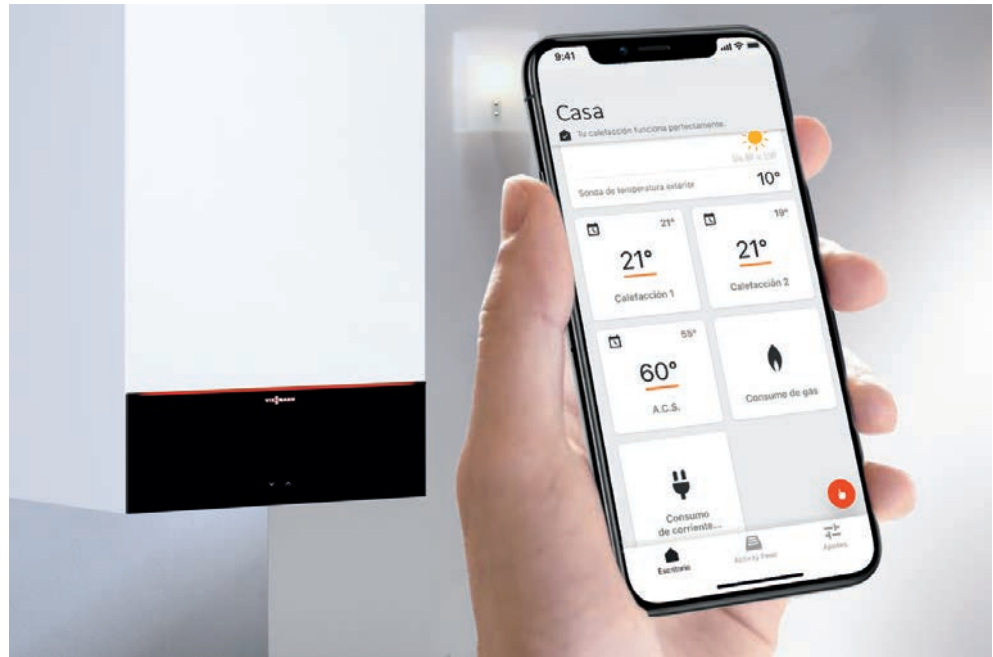 VIESMANN
9:41
Casa
Tu calefacción funciona perfectamente.
Sonda de temperatura exterior
10°
21°
21°
Calefacción 1
19°
21°
Calefacción 2
55°
60°
A.C.S.
Consumo de gas
Consumo
de corriente...
Escritorio
Activity Feed
Ajustes